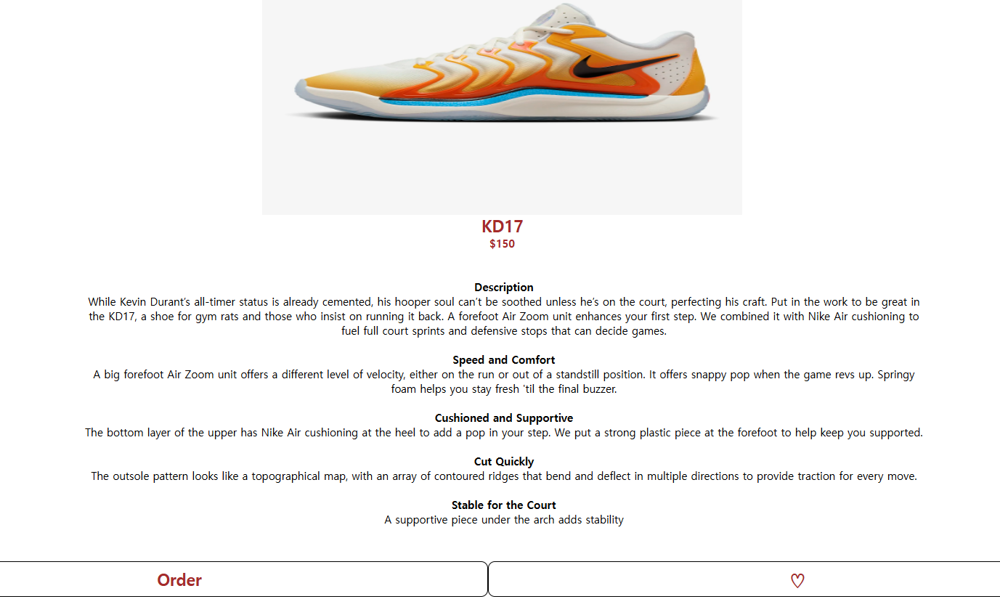 KD17
$150
Description
While Kevin Durant’s all-timer status is already cemented, his hooper soul can’t be soothed unless he’s on the court, perfecting his craft. Put in the work to be great in
the KD17, a shoe for gym rats and those who insist on running it back. A forefoot Air Zoom unit enhances your first step. We combined it with Nike Air cushioning to
fuel full court sprints and defensive stops that can decide games.
Speed and Comfort
A big forefoot Air Zoom unit offers a different level of velocity, either on the run or out of a standstill position. It offers snappy pop when the game revs up. Springy
foam helps you stay fresh 'til the final buzzer.
Cushioned and Supportive
The bottom layer of the upper has Nike Air cushioning at the heel to add a pop in your step. We put a strong plastic piece at the forefoot to help keep you supported.
Cut Quickly
The outsole pattern looks like a topographical map, with an array of contoured ridges that bend and deflect in multiple directions to provide traction for every move.
Stable for the Court
A supportive piece under the arch adds stability
Order ♡